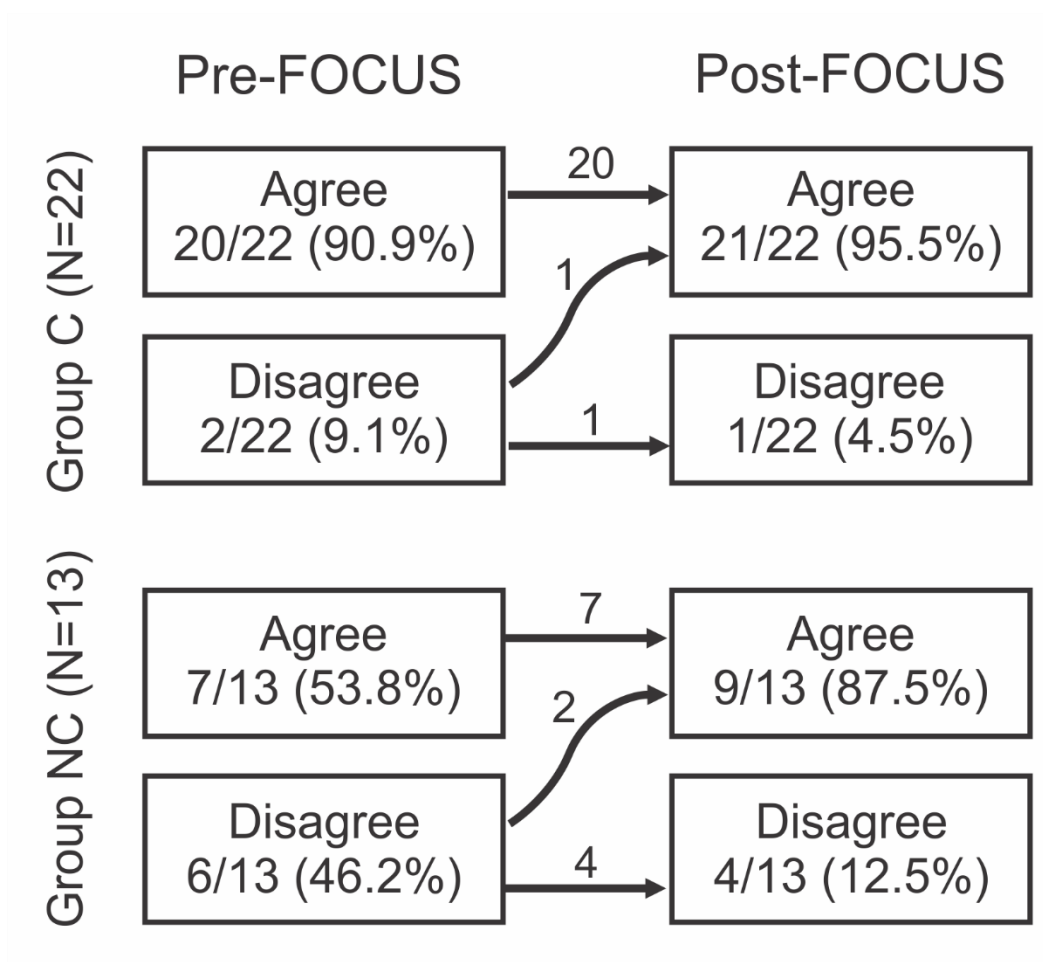 Pre-FOCUS
Post-FOCUS
Group C (N=22)
Agree
20/22 (90.9%)
20
Agree
21/22 (95.5%)
1
Disagree
2/22 (9.1%)
1
Disagree
1/22 (4.5%)
Group NC (N=13)
Agree
7/13 (53.8%)
7
Agree
9/13 (87.5%)
2
Disagree
6/13 (46.2%)
4
Disagree
4/13 (12.5%)